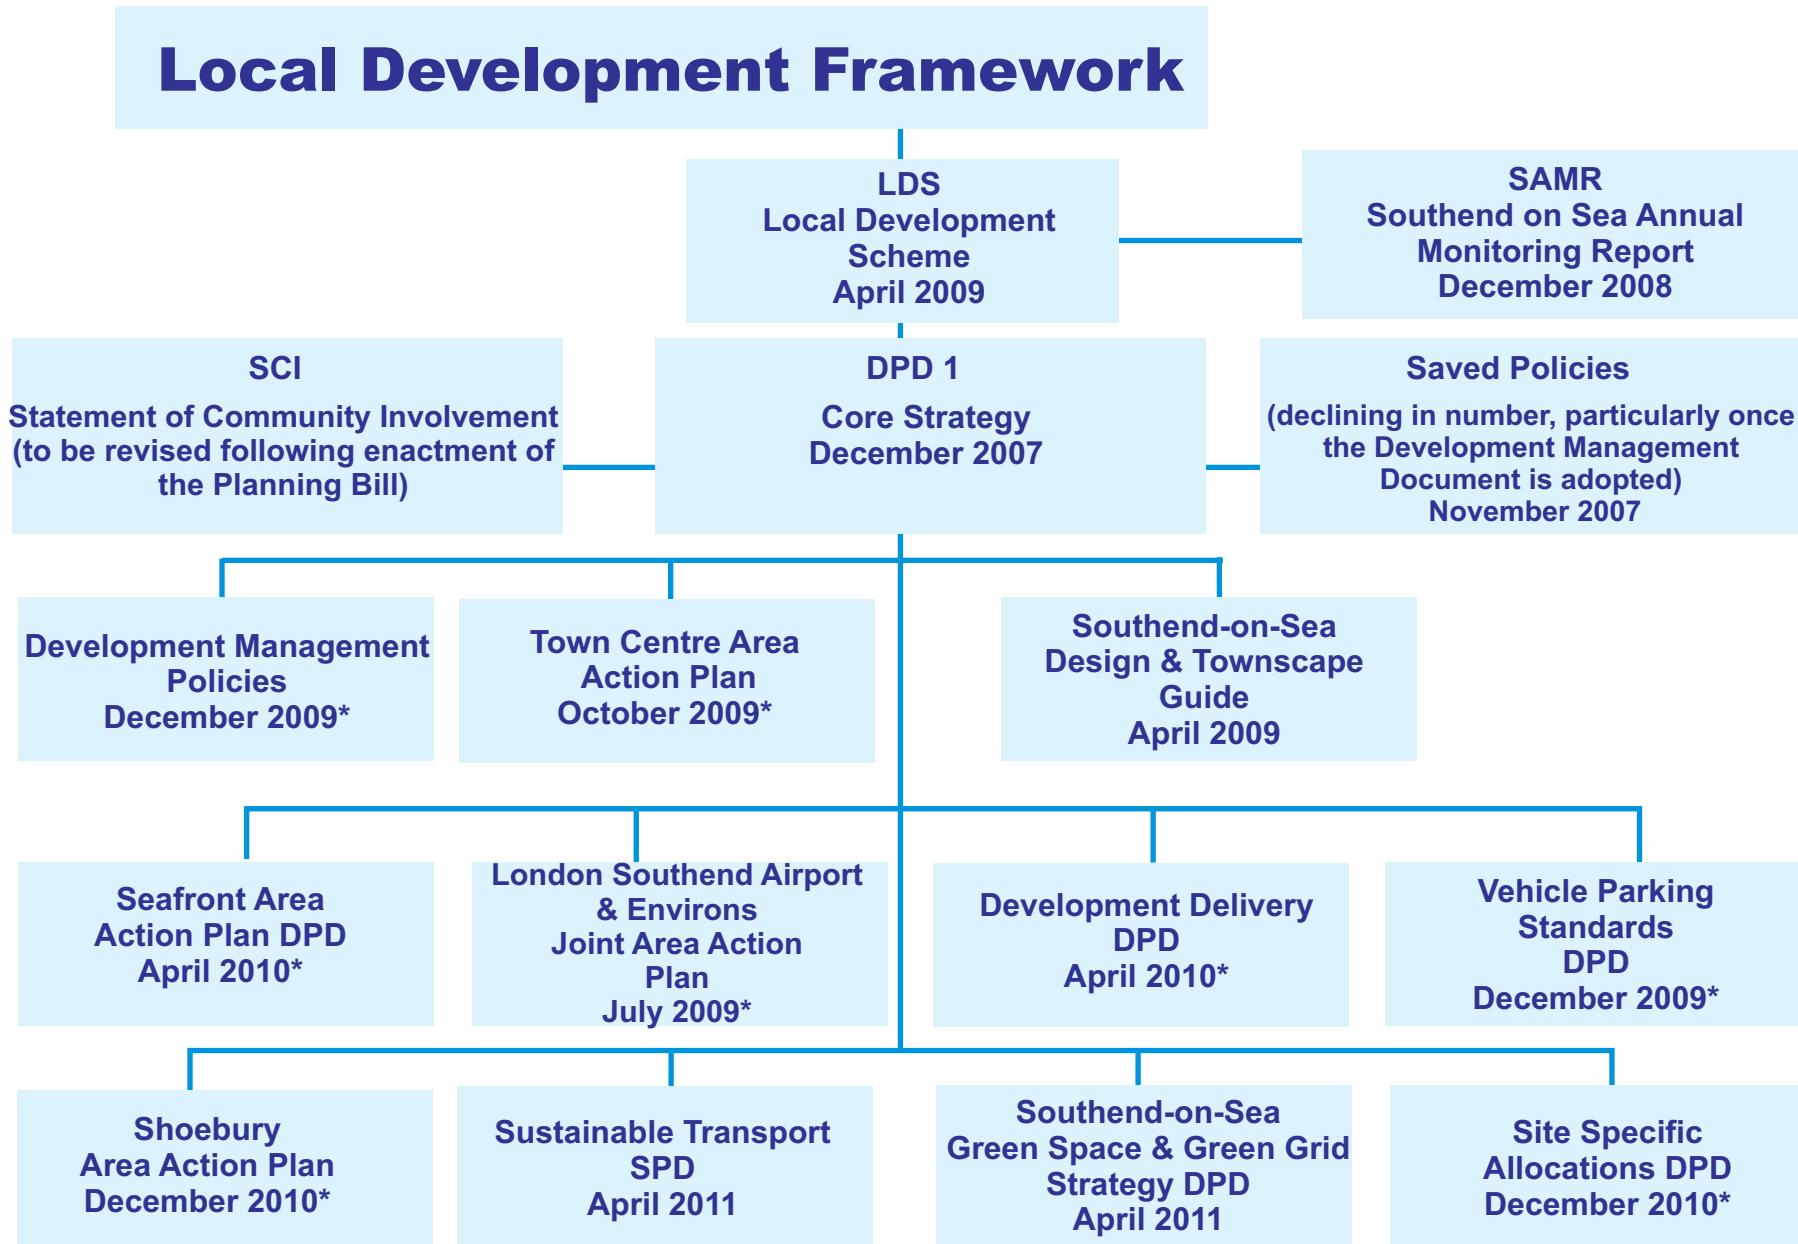 Local Development Framework
LDS
Local Development
Scheme
April 2009
SAMR
Southend on Sea Annual
Monitoring Report
December 2008
SCI
Statement of Community Involvement
(to be revised following enactment of
the Planning Bill)
DPD 1
Core Strategy
December 2007
Saved Policies
(declining in number, particularly once
the Development Management
Document is adopted)
November 2007
Development Management
Policies
December 2009*
Town Centre Area
Action Plan
October 2009*
Southend-on-Sea
Design & Townscape
Guide
April 2009
Seafront Area
Action Plan DPD
April 2010*
London Southend Airport
& Environs
Joint Area Action
Plan
July 2009*
Development Delivery
DPD
April 2010*
Vehicle Parking
Standards
DPD
December 2009*
Shoebury
Area Action Plan
December 2010*
Sustainable Transport
SPD
April 2011
Southend-on-Sea
Green Space & Green Grid
Strategy DPD
April 2011
Site Specific
Allocations DPD
December 2010*